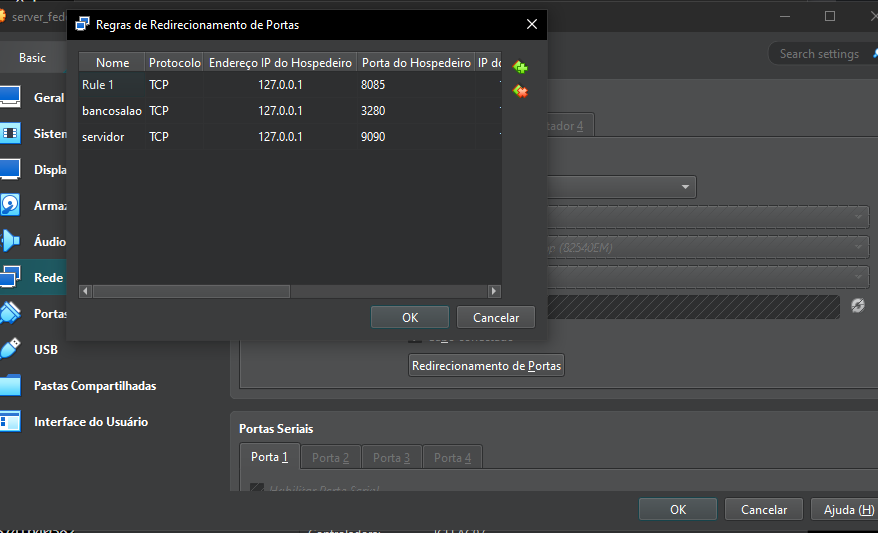 server_fed
Regras de Redirecionamento de Portas
Basic
Search settings
Nome Protocolo Endereço IP do Hospedeiro Porta do Hospedeiro IP do
Rule 1 TCP 127.0.0.1 8085
bancosalao TCP 127.0.0.1 3280
servidor TCP 127.0.0.1 9090
Geral
Sistem
Displa
Armaz
Áudio
Rede
Portas
USB
Pastas Compartilhadas
Interface do Usuário
tador 4
(82540EM)
OK Cancelar
Redirecionamento de Portas
Portas Seriais
Porta 1 Porta 2 Porta 3 Porta 4
Habilitar Porta Serial
OK Cancelar Ajuda (H)